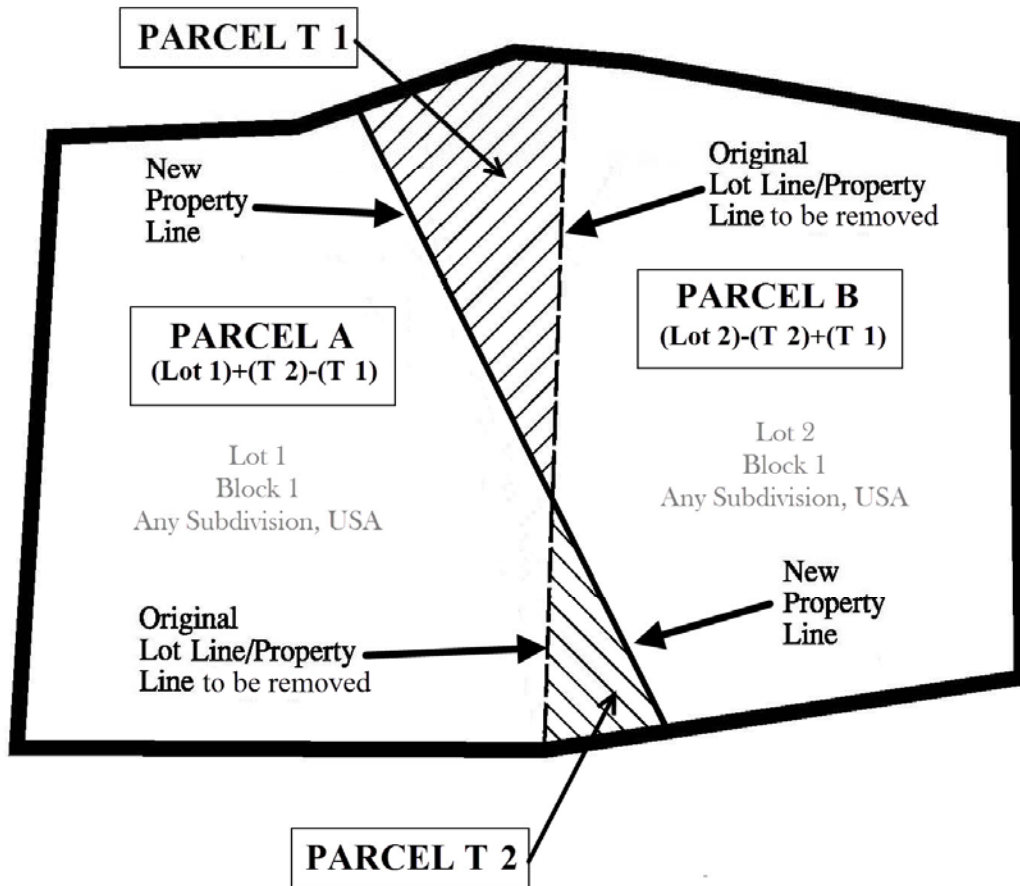 PARCEL T 1
New
Property
Line
Original
Lot Line/Property
Line to be removed
PARCEL A
(Lot 1)+(T 2)-(T 1)
PARCEL B
(Lot 2)-(T 2)+(T 1)
Lot 1
Block 1
Any Subdivision, USA
Lot 2
Block 1
Any Subdivision, USA
Original
Lot Line/Property
Line to be removed
New
Property
Line
PARCEL T 2